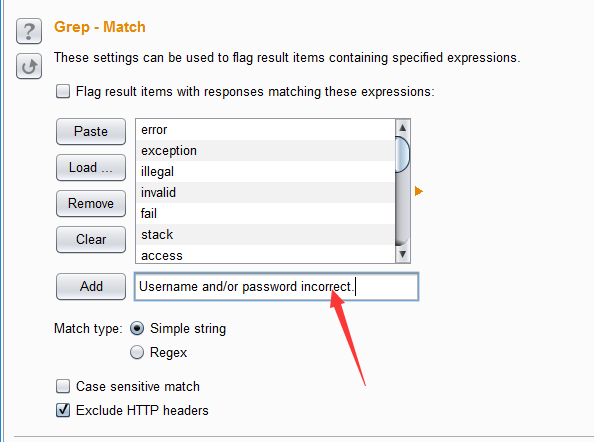 ?
Grep - Match
These settings can be used to flag result items containing specified expressions.
Flag result items with responses matching these expressions:
Paste
Load ...
Remove
Clear
error
exception
illegal
invalid
fail
stack
access
Add
Username and/or password incorrect.
Match type:
Simple string
Regex
Case sensitive match
Exclude HTTP headers